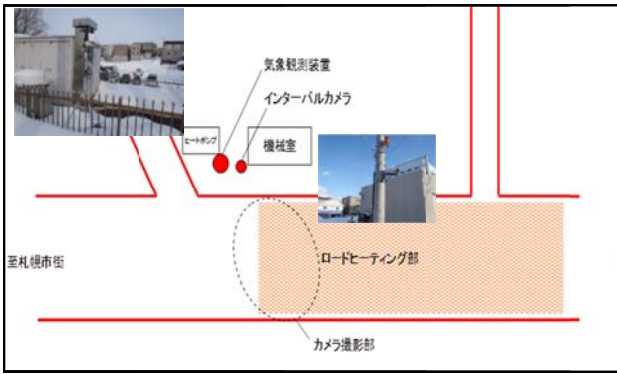 気象観測装置
インターバルカメラ
ヒートポンプ
機械室
至札幌市街
ロードヒーティング部
カメラ撮影部